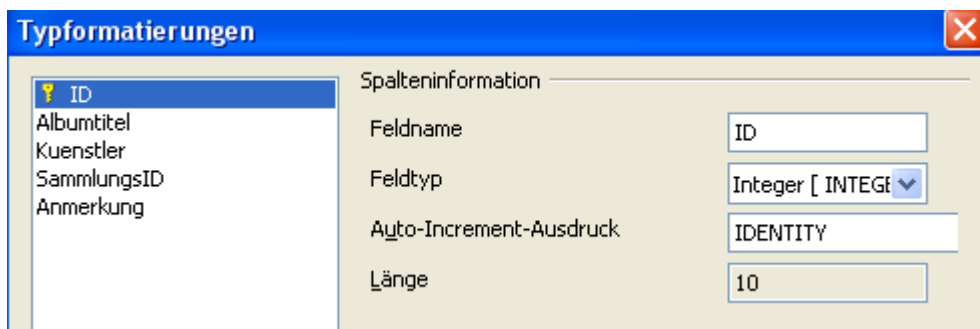 Typformatierungen
ID
Albumtitel
Kuenstler
SammlungsID
Anmerkung
Spalteninformation
Feldname
ID
Feldtyp
Integer [ INTEGE
Auto-Increment-Ausdruck
IDENTITY
Länge
10